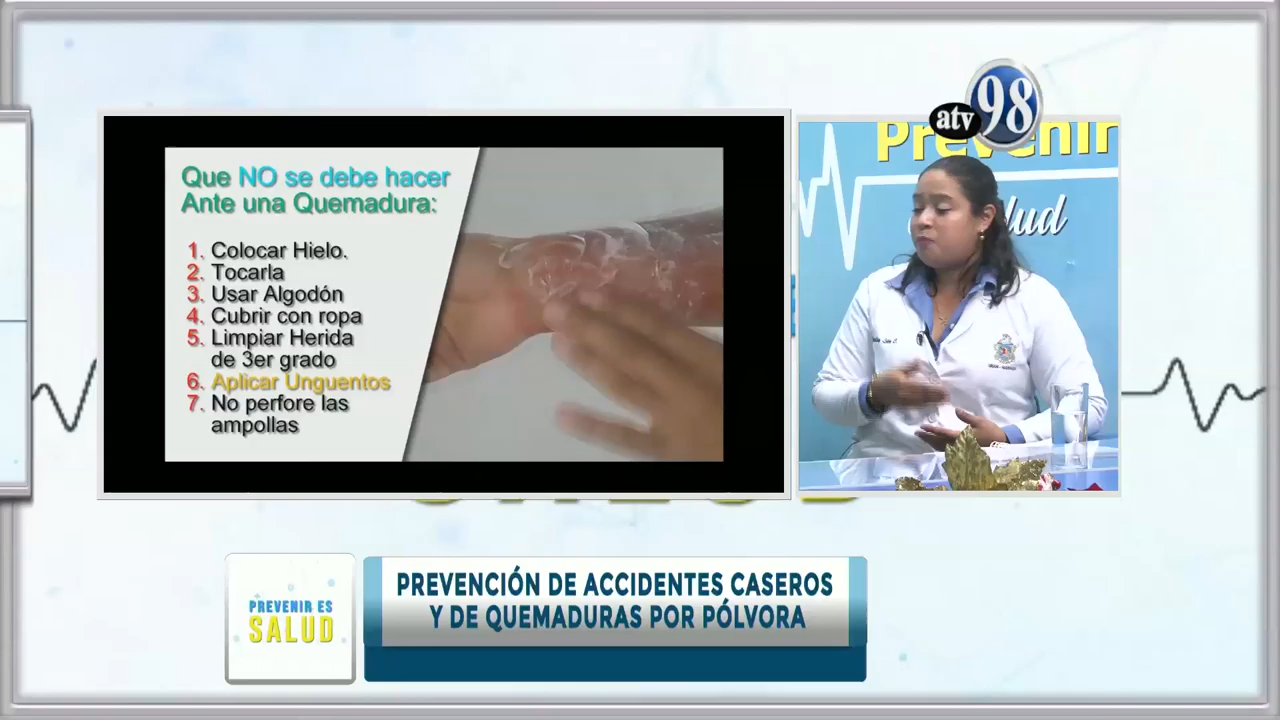 98
atv
Prevenir
Salud
Que NO se debe hacer
Ante una Quemadura:
1. Colocar Hielo.
2. Tocarla
3. Usar Algodón
4. Cubrir con ropa
5. Limpiar Herida
de 3er grado
6. Aplicar Unguentos
7. No perfore las
ampollas
PREVENIR ES
SALUD
PREVENCIÓN DE ACCIDENTES CASEROS
Y DE QUEMADURAS POR PÓLVORA